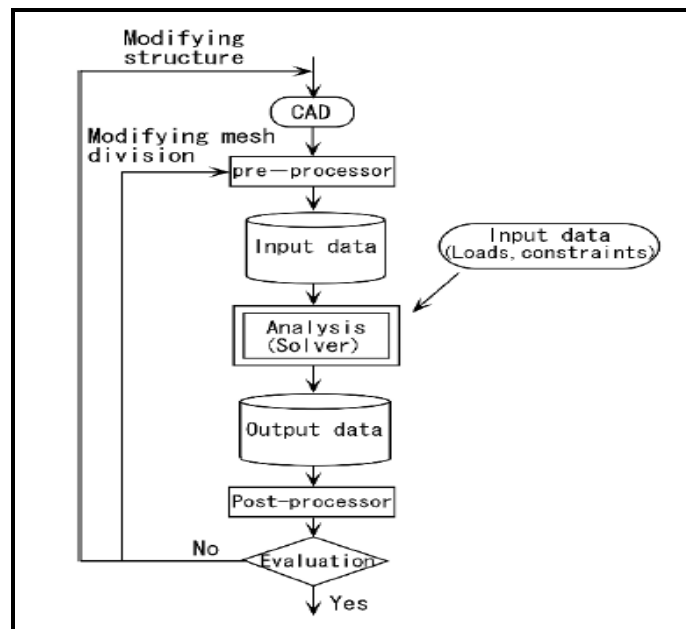 Modifying
structure
CAD
Modifying mesh
division
pre-processor
Input data
Input data
(Loads, constraints)
Analysis
(Solver)
Output data
Post-processor
No
Evaluation
Yes